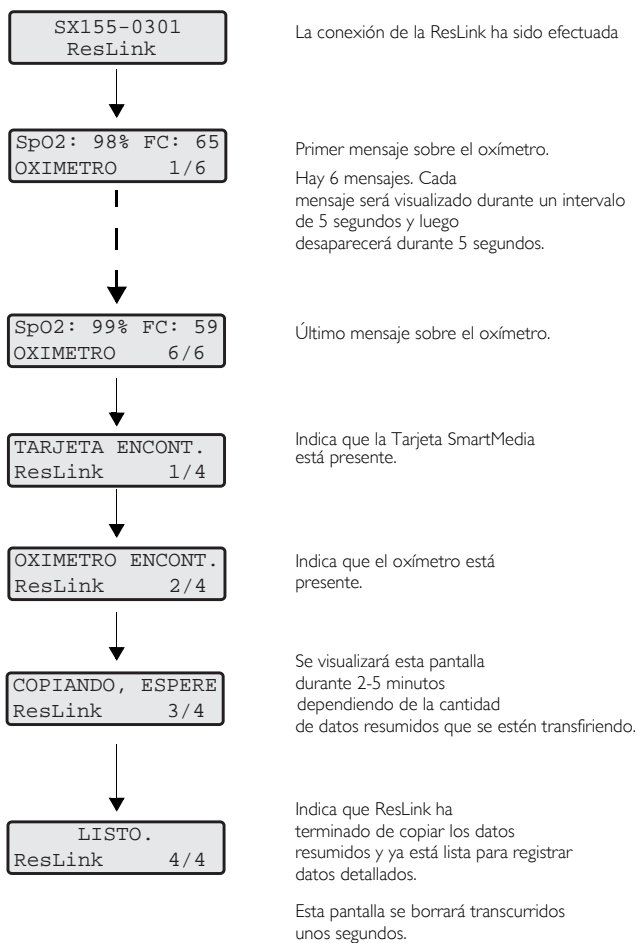 SX155-0301
ResLink
La conexión de la ResLink ha sido efectuada
SpO2: 98% FC: 65
OXIMETRO 1/6
Primer mensaje sobre el oxímetro.
Hay 6 mensajes. Cada
mensaje será visualizado durante un intervalo
de 5 segundos y luego
desaparecerá durante 5 segundos.
SpO2: 99% FC: 59
OXIMETRO 6/6
Último mensaje sobre el oxímetro.
TARJETA ENCONT.
ResLink 1/4
Indica que la Tarjeta SmartMedia
está presente.
OXIMETRO ENCONT.
ResLink 2/4
Indica que el oxímetro está
presente.
COPIANDO, ESPERE
ResLink 3/4
Se visualizará esta pantalla
durante 2-5 minutos
dependiendo de la cantidad
de datos resumidos que se estén transfiriendo.
LISTO.
ResLink 4/4
Indica que ResLink ha
terminado de copiar los datos
resumidos y ya está lista para registrar
datos detallados.
Esta pantalla se borrará transcurridos
unos segundos.